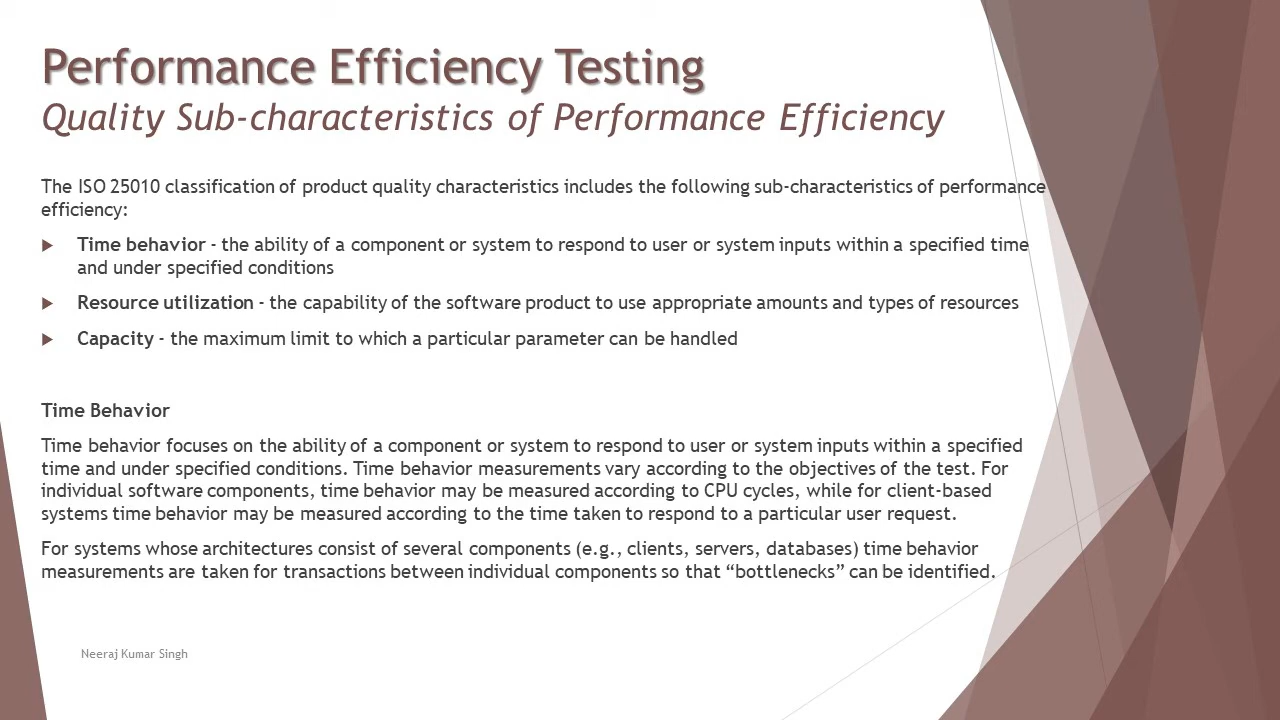 Performance Efficiency Testing
Quality Sub-characteristics of Performance Efficiency
The ISO 25010 classification of product quality characteristics includes the following sub-characteristics of performance
efficiency:
Time behavior - the ability of a component or system to respond to user or system inputs within a specified time
and under specified conditions
Resource utilization - the capability of the software product to use appropriate amounts and types of resources
Capacity - the maximum limit to which a particular parameter can be handled
Time Behavior
Time behavior focuses on the ability of a component or system to respond to user or system inputs within a specified
time and under specified conditions. Time behavior measurements vary according to the objectives of the test. For
individual software components, time behavior may be measured according to CPU cycles, while for client-based
systems time behavior may be measured according to the time taken to respond to a particular user request.
For systems whose architectures consist of several components (e.g., clients, servers, databases) time behavior
measurements are taken for transactions between individual components so that “bottlenecks” can be identified.
Neeraj Kumar Singh